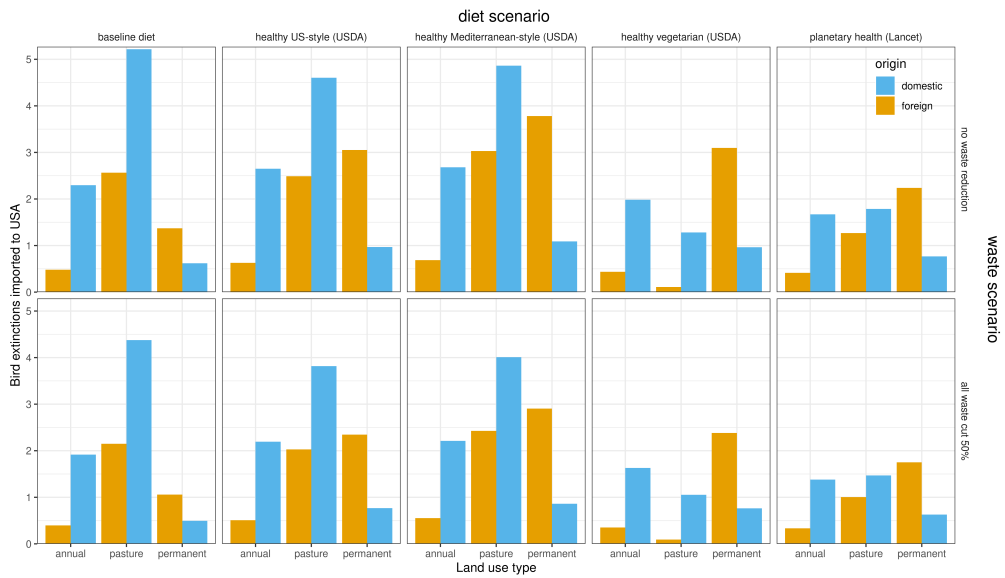 diet scenario
baseline diet
healthy US-style (USDA)
healthy Mediterranean-style (USDA)
healthy vegetarian (USDA)
planetary health (Lancet)
origin
domestic
foreign
no waste reduction
5
4
3
2
1
0
all waste cut 50%
5
4
3
2
1
0
Bird extinctions imported to USA
waste scenario
annual pasture permanent annual pasture permanent annual pasture permanent annual pasture permanent annual pasture permanent
Land use type